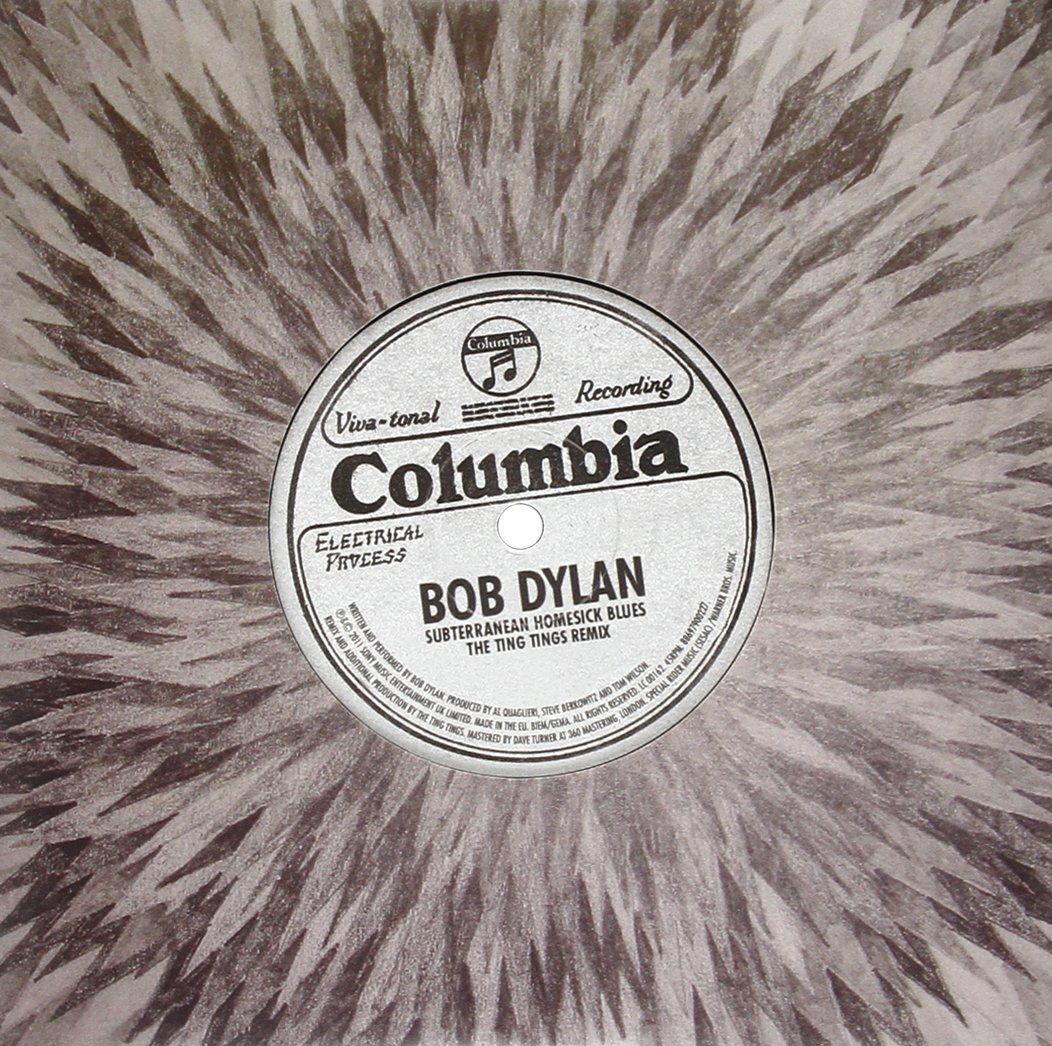 Columbia
Viva-tonal
Recording
Columbia
ELECTRICAL
PROCESS
BOB DYLAN
SUBTERRANEAN HOMESICK BLUES
THE TING TINGS REMIX
WRITTEN AND PERFORMED BY BOB DYLAN. PRODUCED BY AL QUAGLIERI, STEVE BERKOWITZ AND TOM WILSON.
℗&© 2011 SONY MUSIC ENTERTAINMENT UK LIMITED. MADE IN THE EU. BIEM/GEMA. ALL RIGHTS RESERVED. LC 00162. 45RPM. 88697900227
REMIX AND ADDITIONAL PRODUCTION BY THE TING TINGS. MASTERED BY DAVE TURNER AT 360 MASTERING, LONDON. SPECIAL RIDER MUSIC (SESAC) /WARNER BROS. MUSIC.